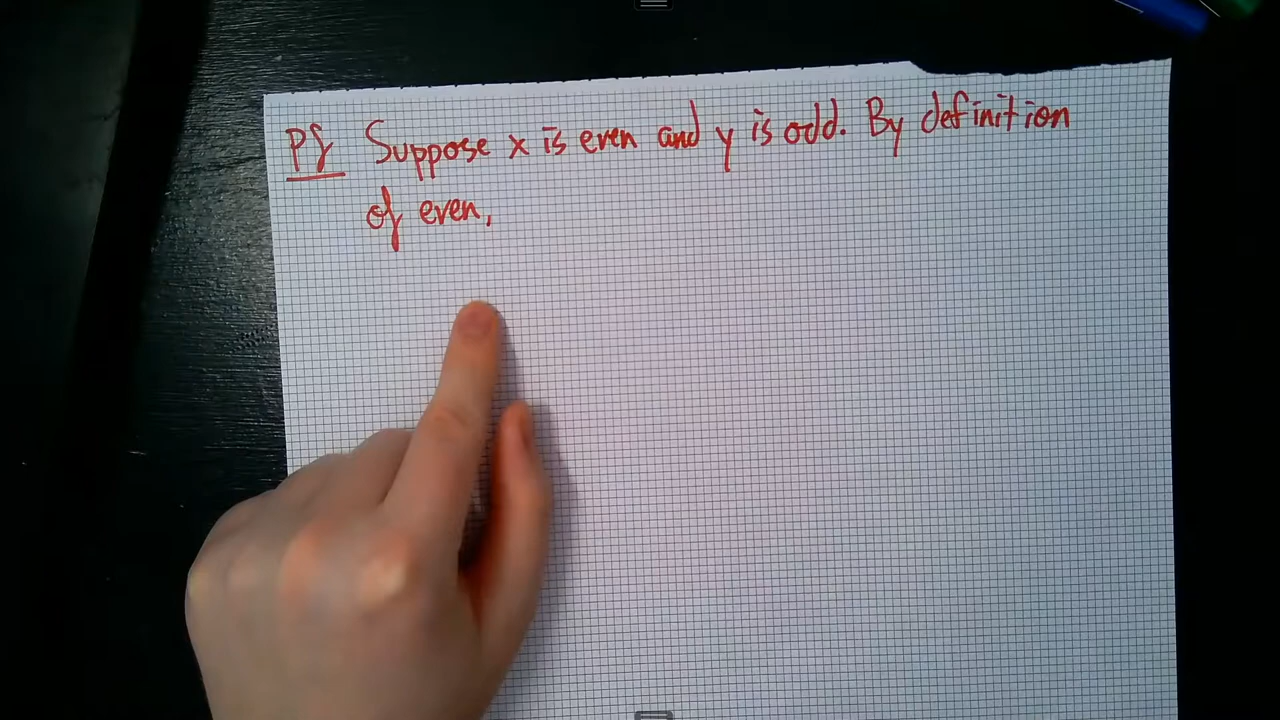 Pf Suppose x is even and y is odd. By definition
of even,